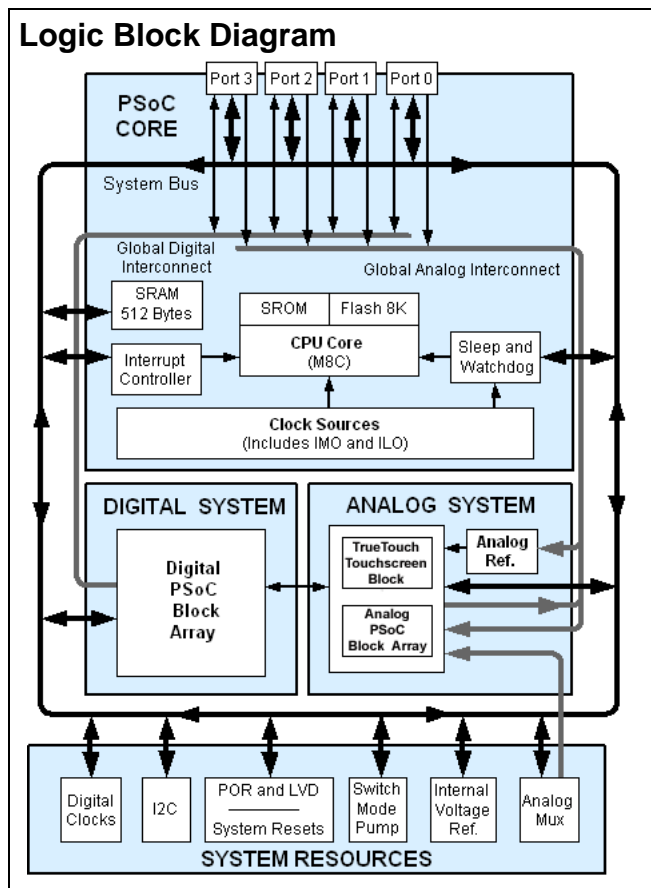 Logic Block Diagram
Port 3
Port 2
Port 1
Port 0
PSoC
CORE
System Bus
Global Digital
Interconnect
Global Analog Interconnect
SRAM
512 Bytes
SROM
Flash 8K
CPU Core
(M8C)
Interrupt
Controller
Sleep and
Watchdog
Clock Sources
(Includes IMO and ILO)
DIGITAL SYSTEM
Digital
PSoC
Block
Array
ANALOG SYSTEM
TrueTouch
Touchscreen
Block
Analog
Ref.
Analog
PSoC
Block Array
Digital
Clocks
I2C
POR and LVD
System Resets
Switch
Mode
Pump
Internal
Voltage
Ref.
Analog
Mux
SYSTEM RESOURCES